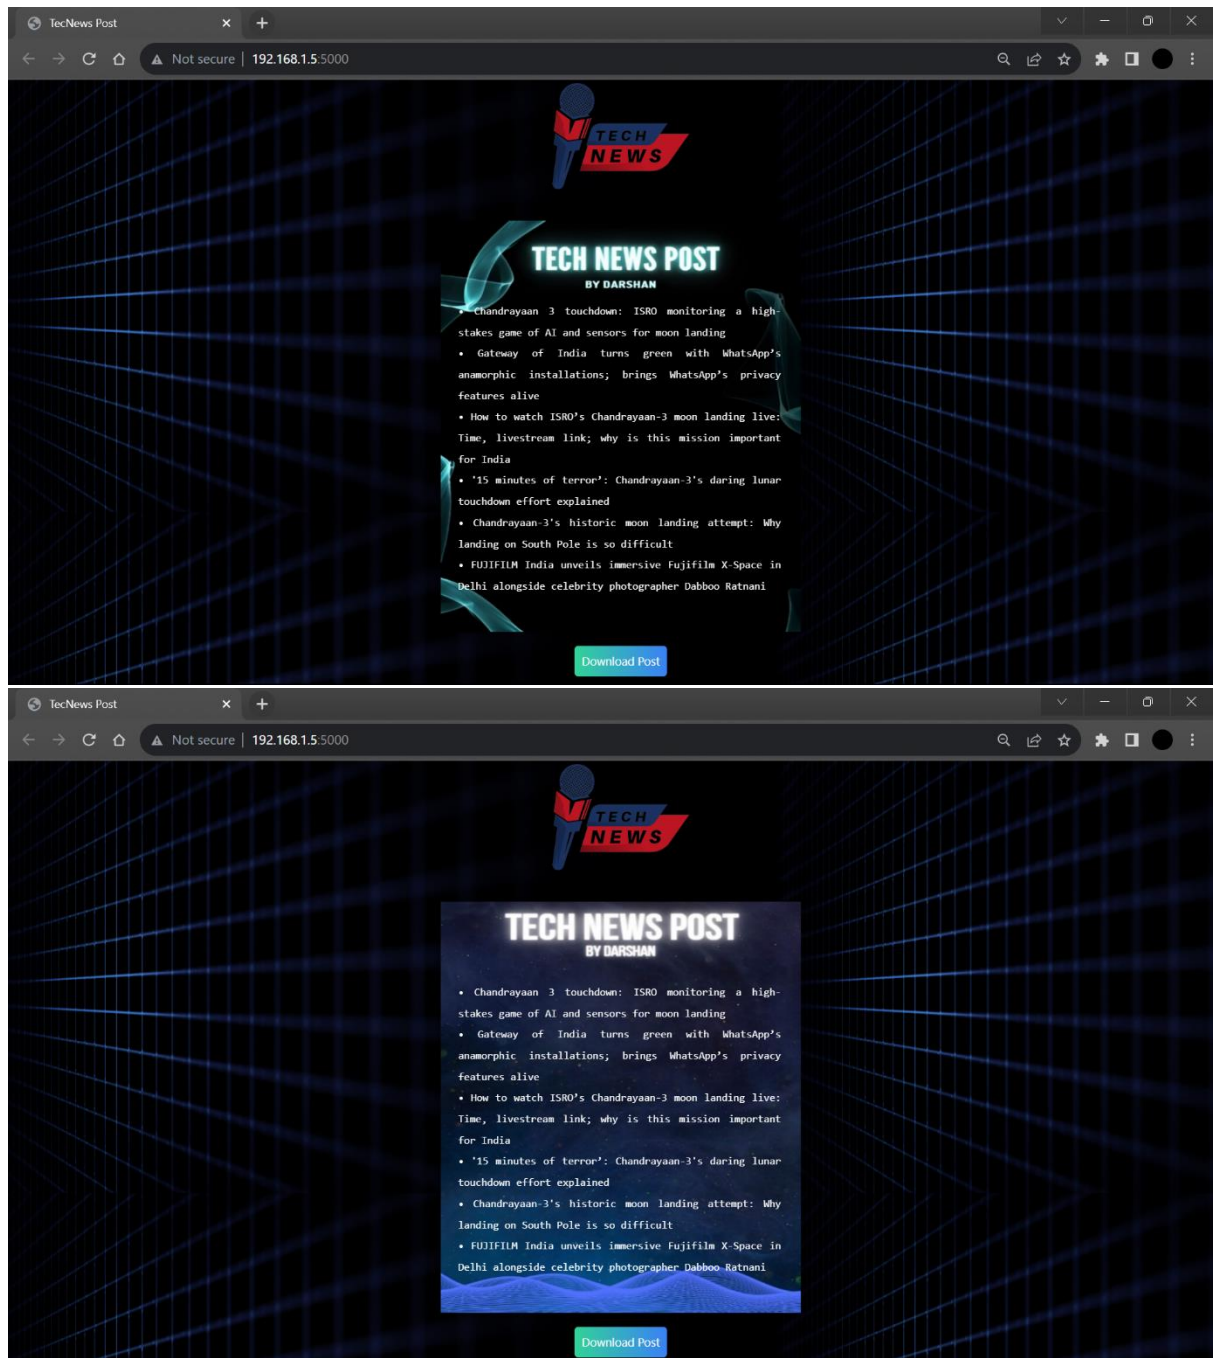 TecNews Post
Not secure | 192.168.1.5:5000
TECH
NEWS
TECH NEWS POST
BY DARSHAN
• Chandrayaan 3 touchdown: ISRO monitoring a high-
stakes game of AI and sensors for moon landing
• Gateway of India turns green with WhatsApp’s
anamorphic installations; brings WhatsApp’s privacy
features alive
• How to watch ISRO’s Chandrayaan-3 moon landing live:
Time, livestream link; why is this mission important
for India
• '15 minutes of terror’: Chandrayaan-3's daring lunar
touchdown effort explained
• Chandrayaan-3's historic moon landing attempt: Why
landing on South Pole is so difficult
• FUJIFILM India unveils immersive Fujifilm X-Space in
Delhi alongside celebrity photographer Dabboo Ratnani
Download Post
TecNews Post
Not secure | 192.168.1.5:5000
TECH
NEWS
TECH NEWS POST
BY DARSHAN
• Chandrayaan 3 touchdown: ISRO monitoring a high-
stakes game of AI and sensors for moon landing
• Gateway of India turns green with WhatsApp’s
anamorphic installations; brings WhatsApp’s privacy
features alive
• How to watch ISRO’s Chandrayaan-3 moon landing live:
Time, livestream link; why is this mission important
for India
• '15 minutes of terror’: Chandrayaan-3's daring lunar
touchdown effort explained
• Chandrayaan-3's historic moon landing attempt: Why
landing on South Pole is so difficult
• FUJIFILM India unveils immersive Fujifilm X-Space in
Delhi alongside celebrity photographer Dabboo Ratnani
Download Post